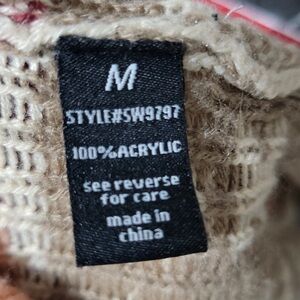 M
STYLE#SW9797
100%ACRYLIC
see reverse
for care
made in
china